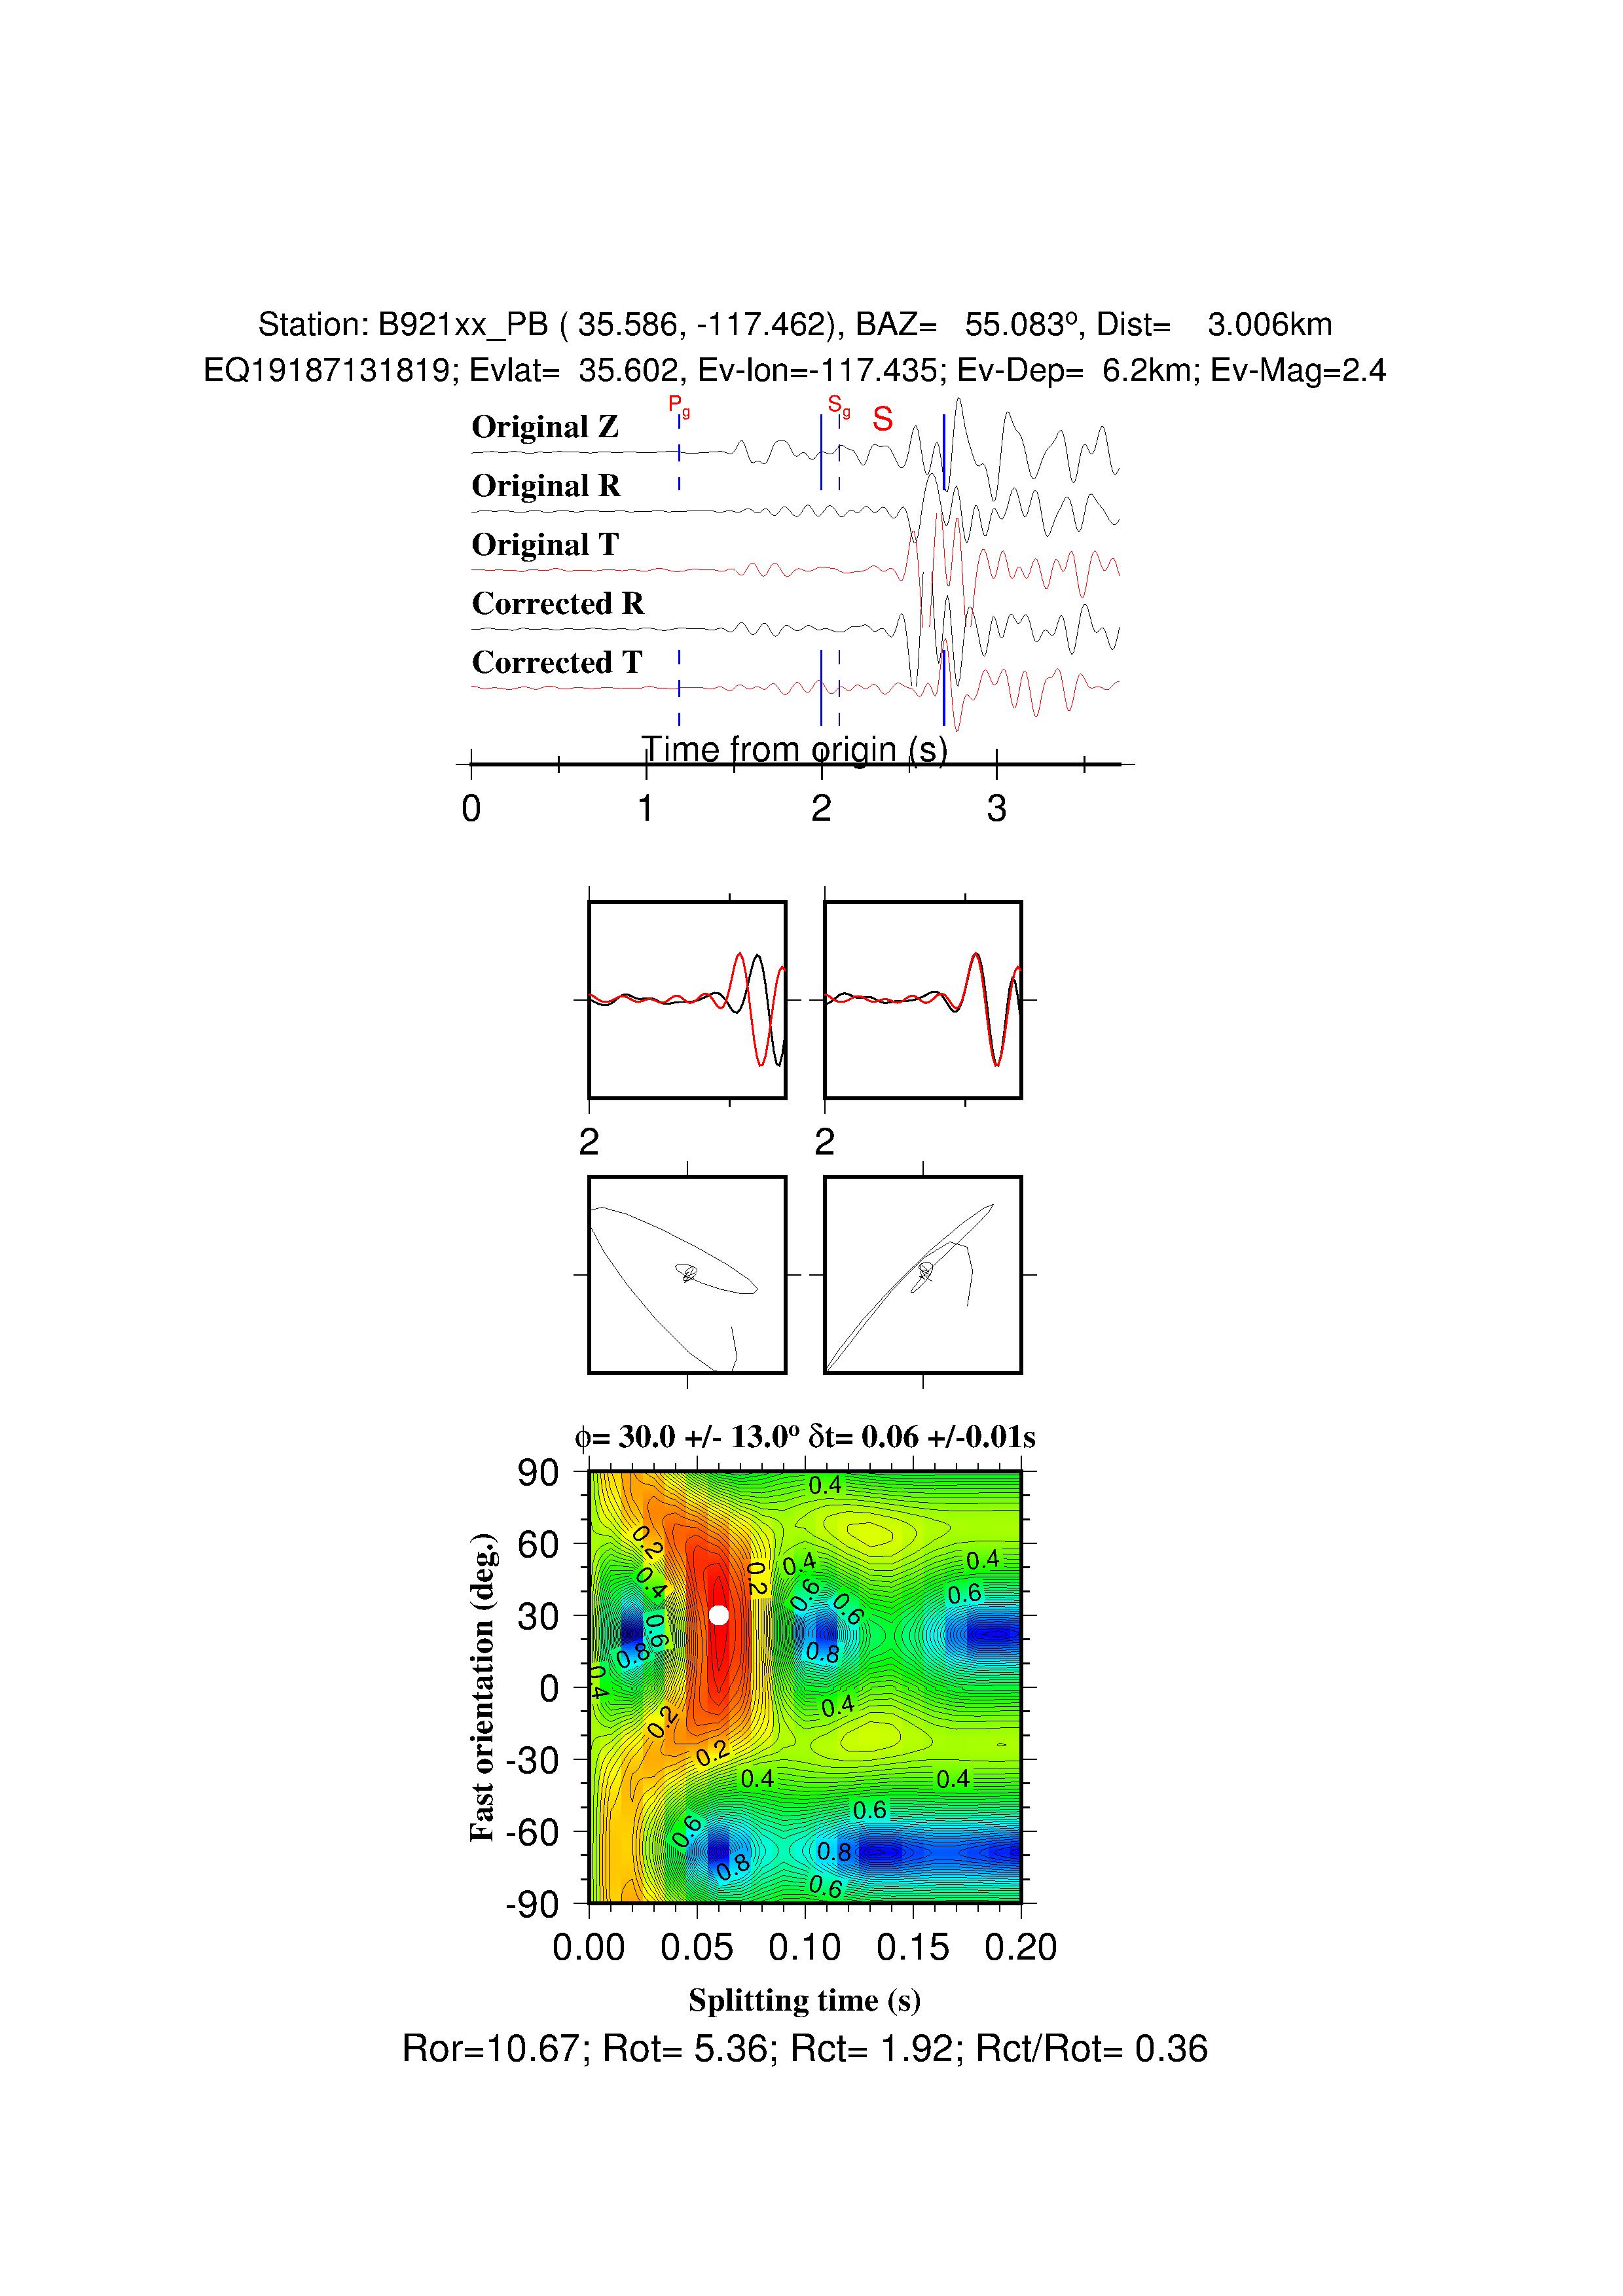 Station: B921xx_PB ( 35.586, -117.462), BAZ= 55.083º, Dist= 3.006km
EQ19187131819; Evlat= 35.602, Ev-lon=-117.435; Ev-Dep= 6.2km; Ev-Mag=2.4
Pg Sg S
Original Z
Original R
Original T
Corrected R
Corrected T
Time from origin (s)
0 1 2 3
2 2
ϕ= 30.0 +/- 13.0º δt= 0.06 +/-0.01s
90
60
30
0
-30
-60
-90
Fast orientation (deg.)
0.4
0.2 0.4 0.4
0.4 0.2 0.6 0.6 0.6
0.6 0.8 0.8
0.4 0.4
0.2 0.2
0.4 0.4
0.6 0.6
0.8 0.8
0.6
0.00 0.05 0.10 0.15 0.20
Splitting time (s)
Ror=10.67; Rot= 5.36; Rct= 1.92; Rct/Rot= 0.36